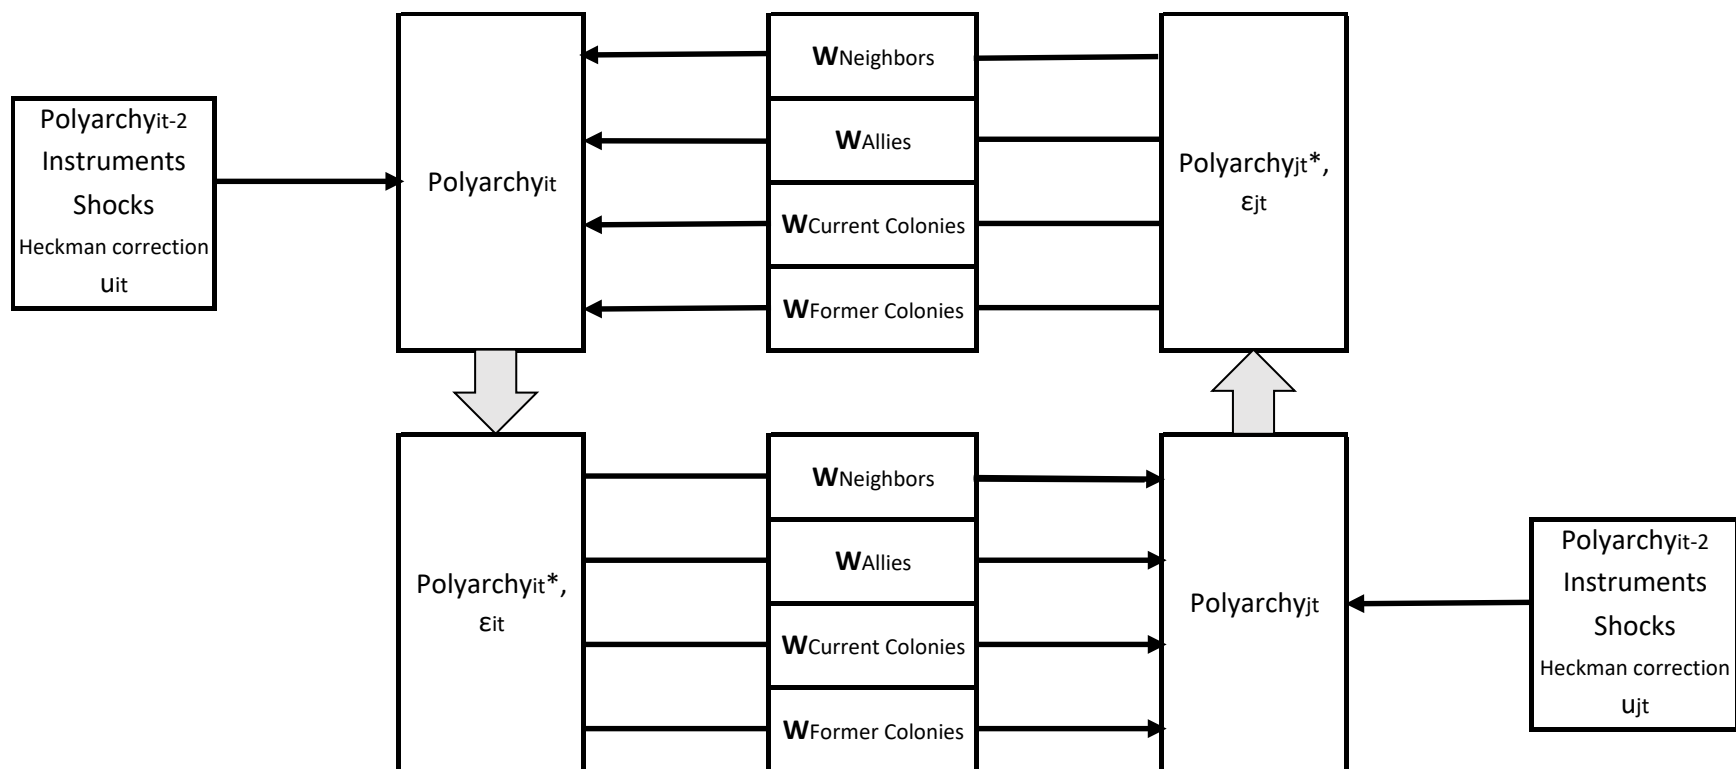 WNeighbors
Polyarchyit-2
Instruments
Shocks
Heckman correction
uit
Polyarchyit
WAllies
WCurrent Colonies
WFormer Colonies
Polyarchyjt*,
εjt
WNeighbors
Polyarchyit*,
εit
WAllies
WCurrent Colonies
WFormer Colonies
Polyarchyjt
Polyarchyit-2
Instruments
Shocks
Heckman correction
ujt